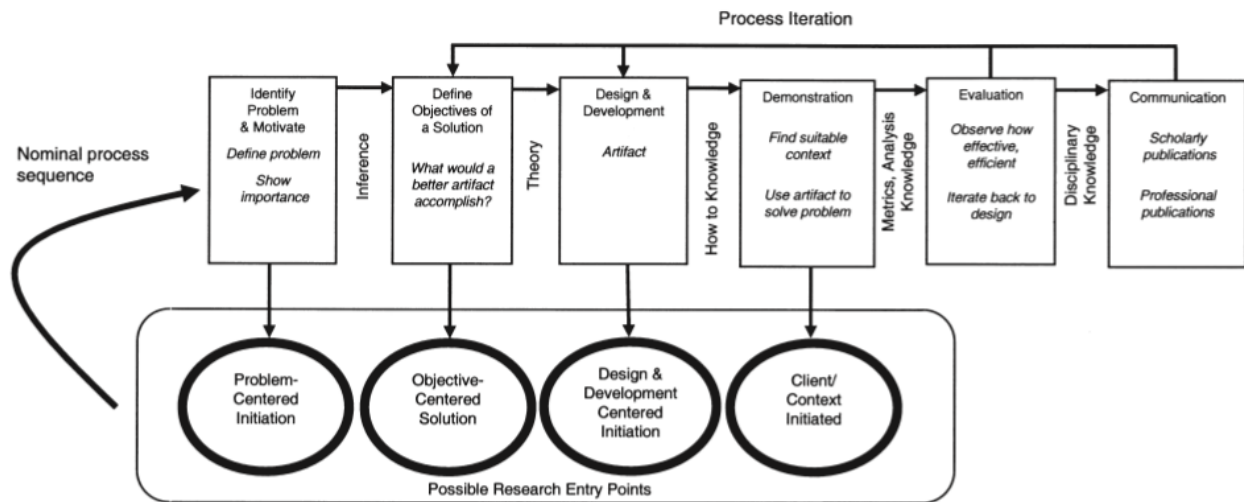 Process Iteration
Nominal process
sequence
Identify
Problem
& Motivate
Define problem
Show
importance
Inference
Define
Objectives of
a Solution
What would a
better artifact
accomplish?
Theory
Design &
Development
Artifact
How to Knowledge
Demonstration
Find suitable
context
Use artifact to
solve problem
Metrics, Analysis
Knowledge
Evaluation
Observe how
effective,
efficient
Iterate back to
design
Disciplinary
Knowledge
Communication
Scholarly
publications
Professional
publications
Problem-
Centered
Initiation
Objective-
Centered
Solution
Design &
Development
Centered
Initiation
Client/
Context
Initiated
Possible Research Entry Points